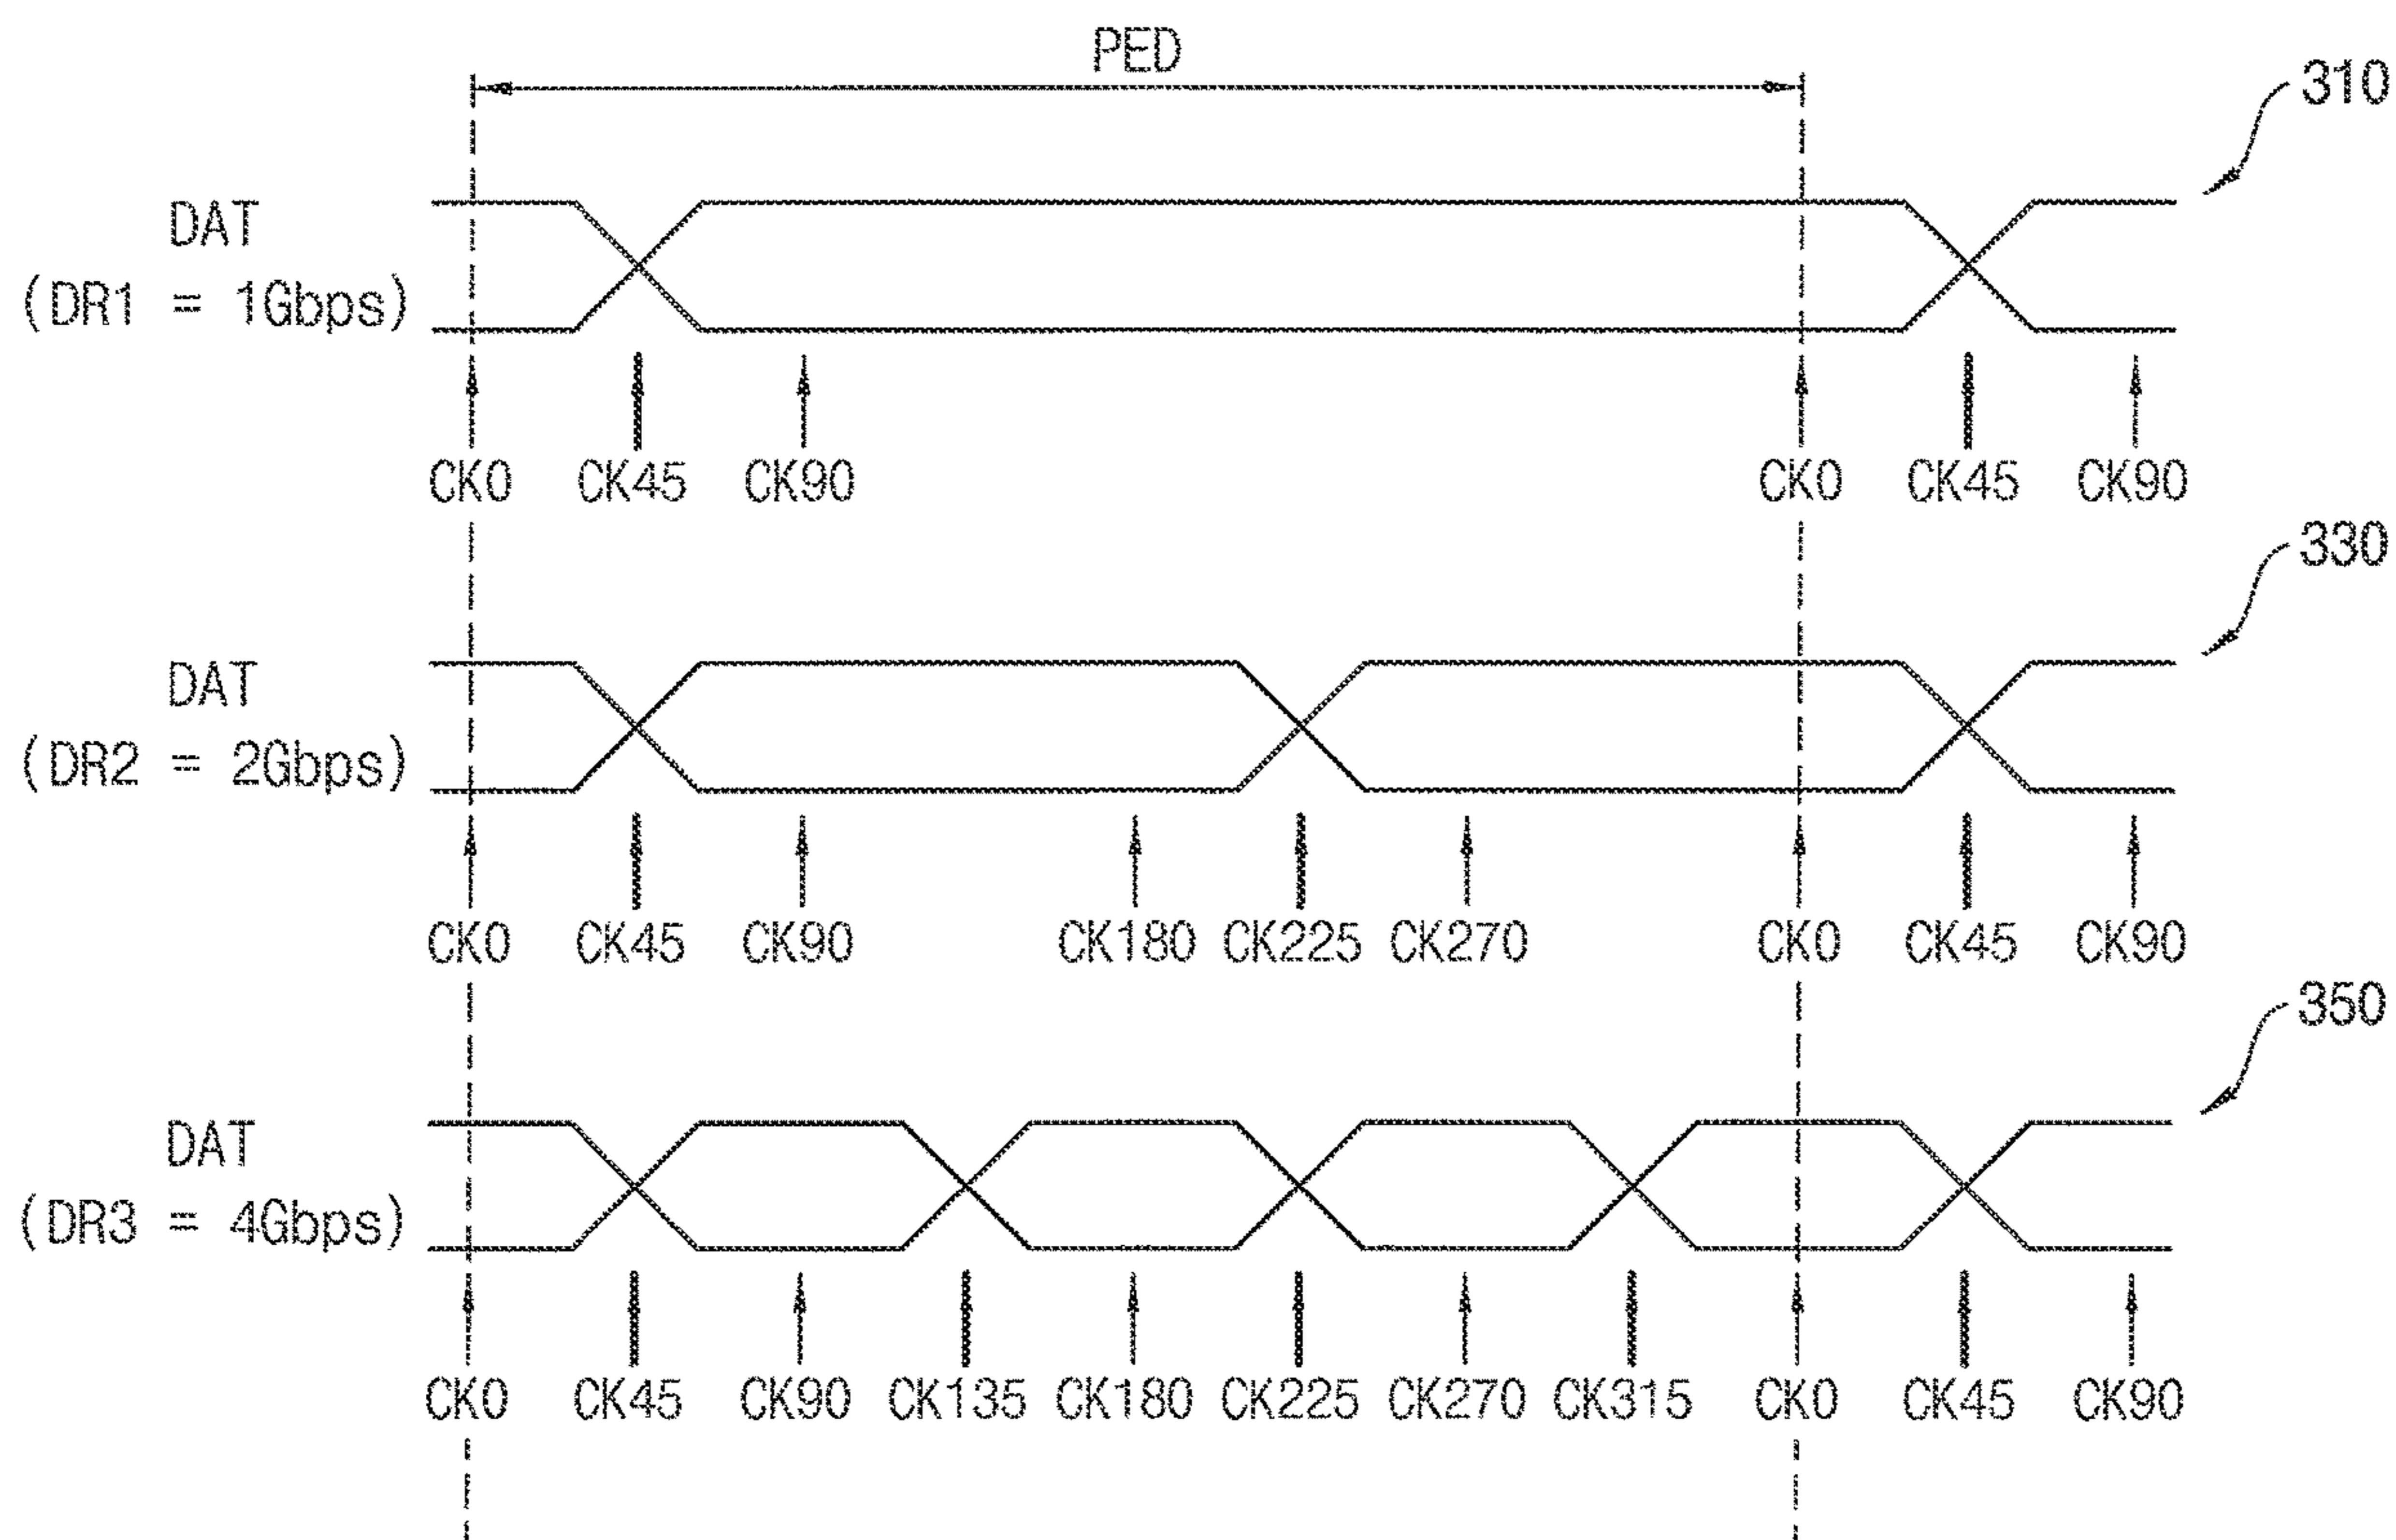 PED
310
DAT
(DR1 = 1Gbps)
CK0 CK45 CK90 CK0 CK45 CK90
330
DAT
(DR2 = 2Gbps)
CK0 CK45 CK90 CK180 CK225 CK270 CK0 CK45 CK90
350
DAT
(DR3 = 4Gbps)
CK0 CK45 CK90 CK135 CK180 CK225 CK270 CK315 CK0 CK45 CK90